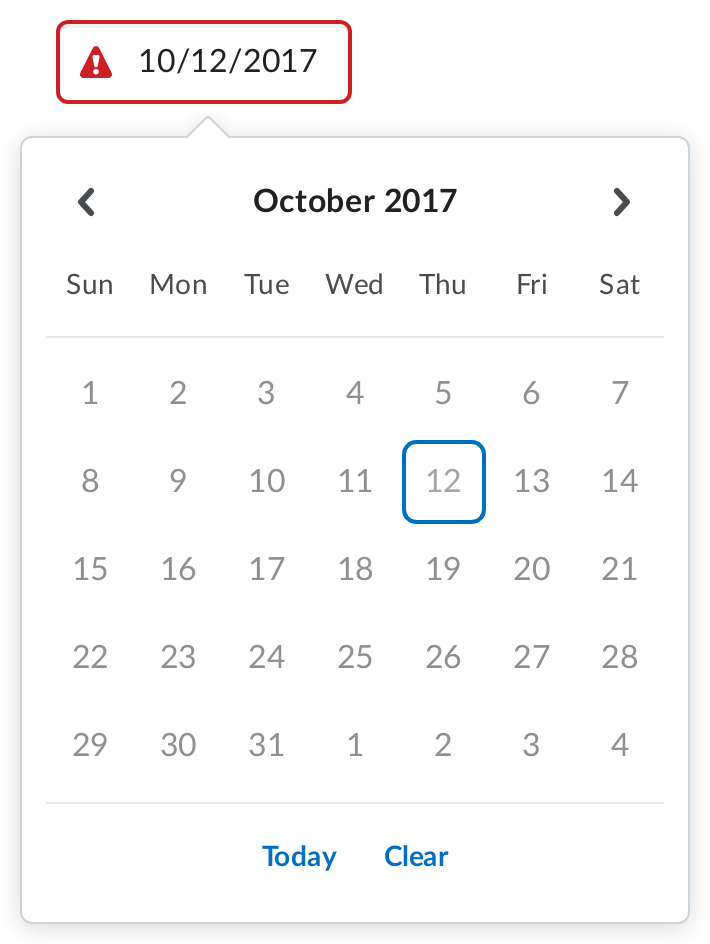 10/12/2017
October 2017
Sun Mon Tue Wed Thu Fri Sat
1 2 3 4 5 6 7
8 9 10 11 12 13 14
15 16 17 18 19 20 21
22 23 24 25 26 27 28
29 30 31 1 2 3 4
Today Clear